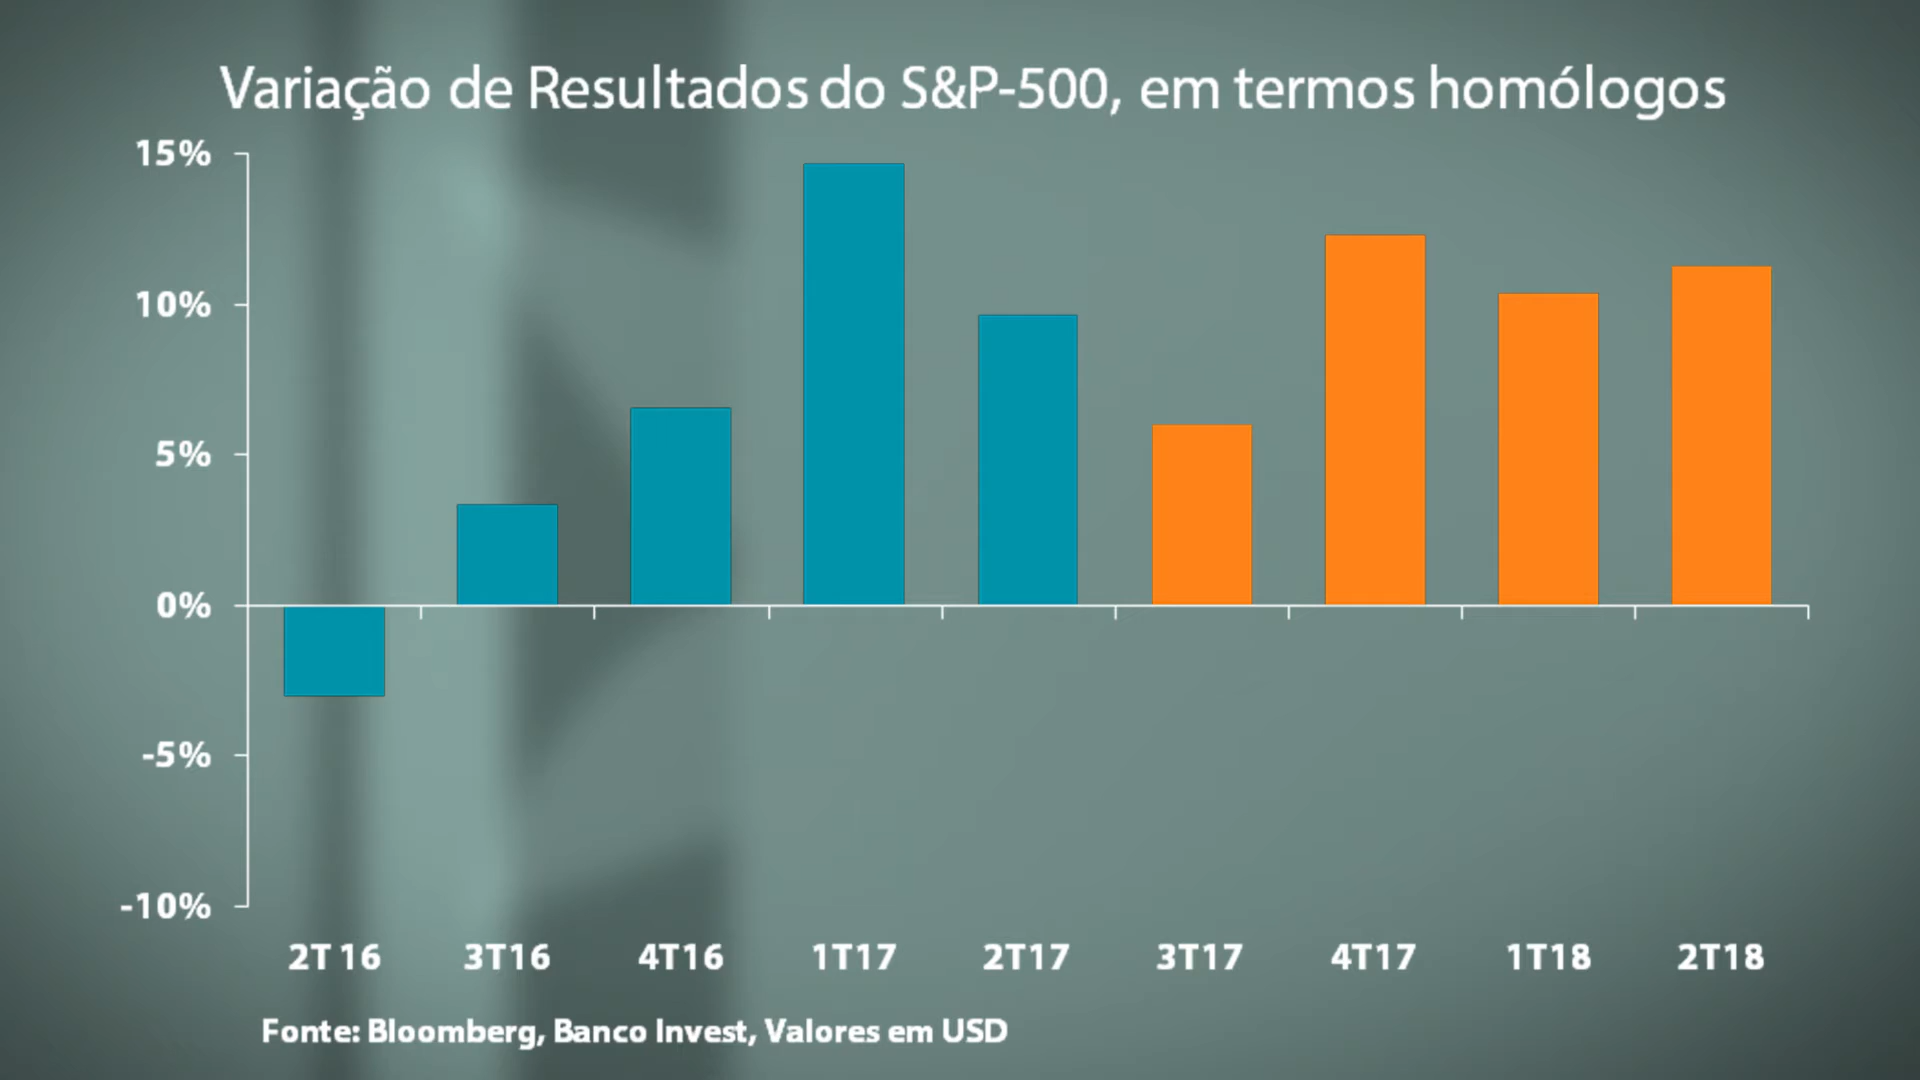 Variação de Resultados do S&P-500, em termos homólogos
15%
10%
5%
0%
-5%
-10%
2T 16 3T16 4T16 1T17 2T17 3T17 4T17 1T18 2T18
Fonte: Bloomberg, Banco Invest, Valores em USD